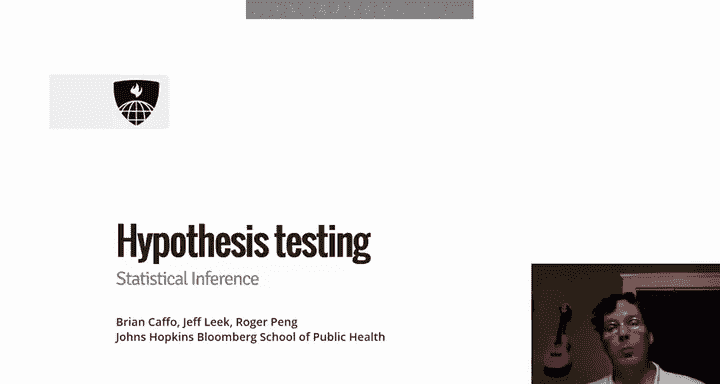 Hypothesis testing
Statistical Inference
Brian Caffo, Jeff Leek, Roger Peng
Johns Hopkins Bloomberg School of Public Health